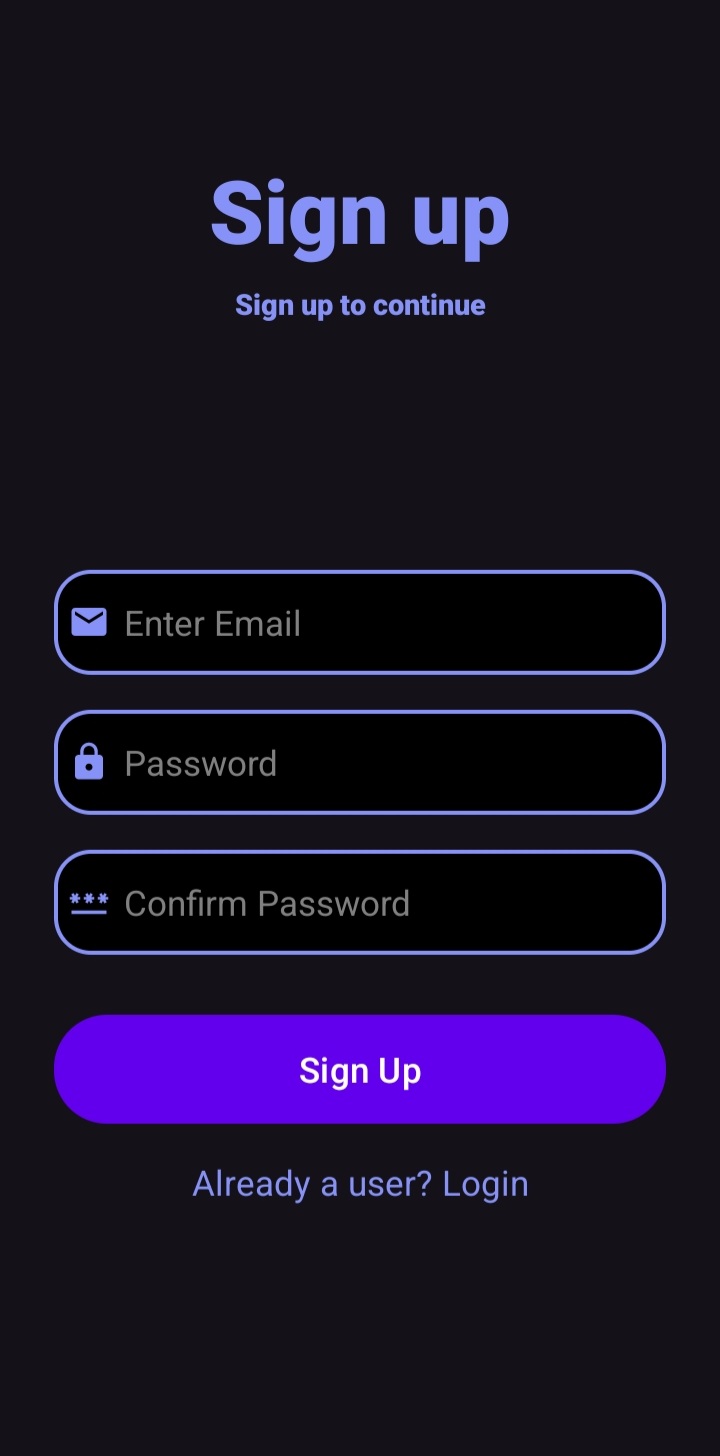 Sign up
Sign up to continue
Enter Email
Password
Confirm Password
Sign Up
Already a user? Login